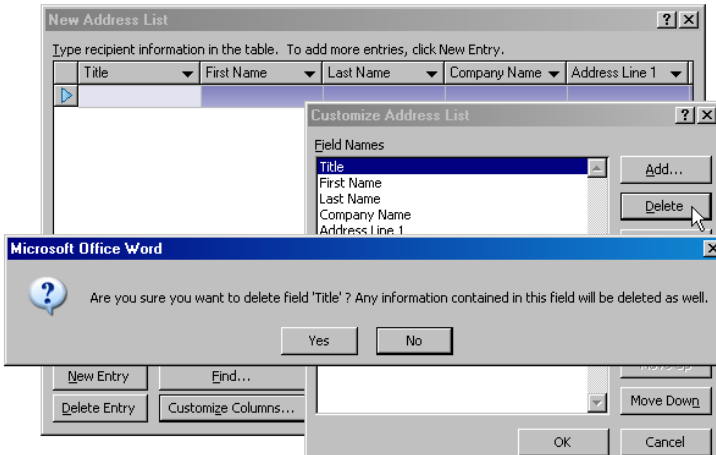 New Address List
Type recipient information in the table. To add more entries, click New Entry.
Title First Name Last Name Company Name Address Line 1
Customize Address List
Field Names
Title
First Name
Last Name
Company Name
Address Line 1
Add...
Delete
Microsoft Office Word
Are you sure you want to delete field 'Title' ? Any information contained in this field will be deleted as well.
Yes No
New Entry Find...
Delete Entry Customize Columns...
Move Up
Move Down
OK Cancel